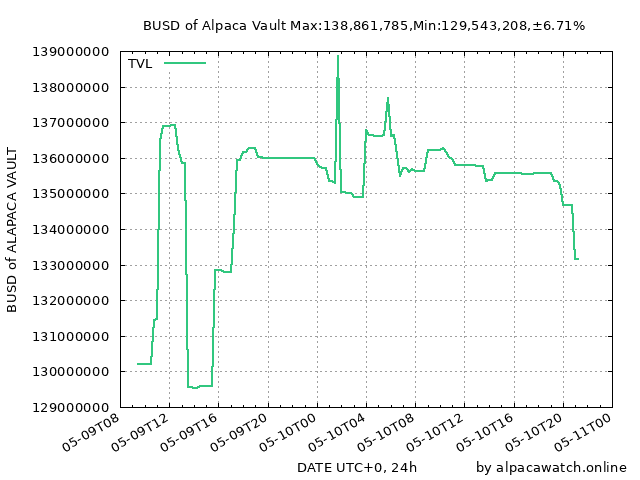 BUSD of Alpaca Vault Max:138,861,785,Min:129,543,208,±6.71%
TVL
139000000
138000000
137000000
136000000
135000000
134000000
133000000
132000000
131000000
130000000
129000000
BUSD of ALAPACA VAULT
05-09T08
05-09T12
05-09T16
05-09T20
05-10T00
05-10T04
05-10T08
05-10T12
05-10T16
05-10T20
05-11T00
DATE UTC+0, 24h
by alpacawatch.online